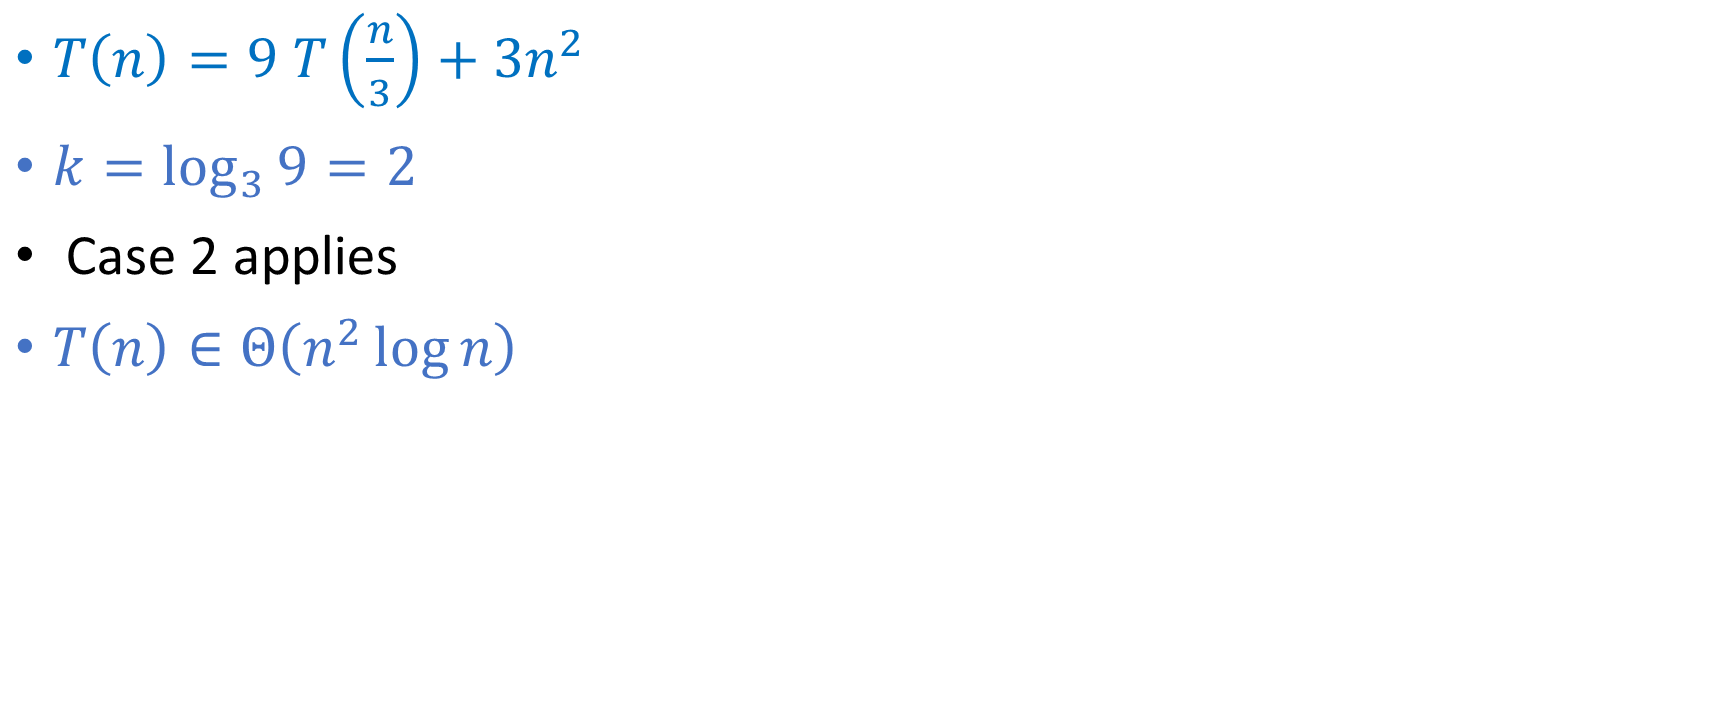 • T(n) = 9 T(n/3) + 3n²
• k = log₃ 9 = 2
• Case 2 applies
• T(n) ∈ Θ(n² log n)